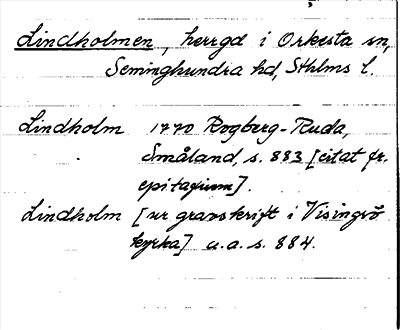 Lindholmen, herrgd i Orkesta sn,
Seminghundra hd, Sthlms l.
Lindholm 1770 Rogberg-Ruda,
Småland, s. 883 [citat fr.
epitafium].
Lindholm [ur gravskrift i Visingsö
kyrka] a.a. s. 884.